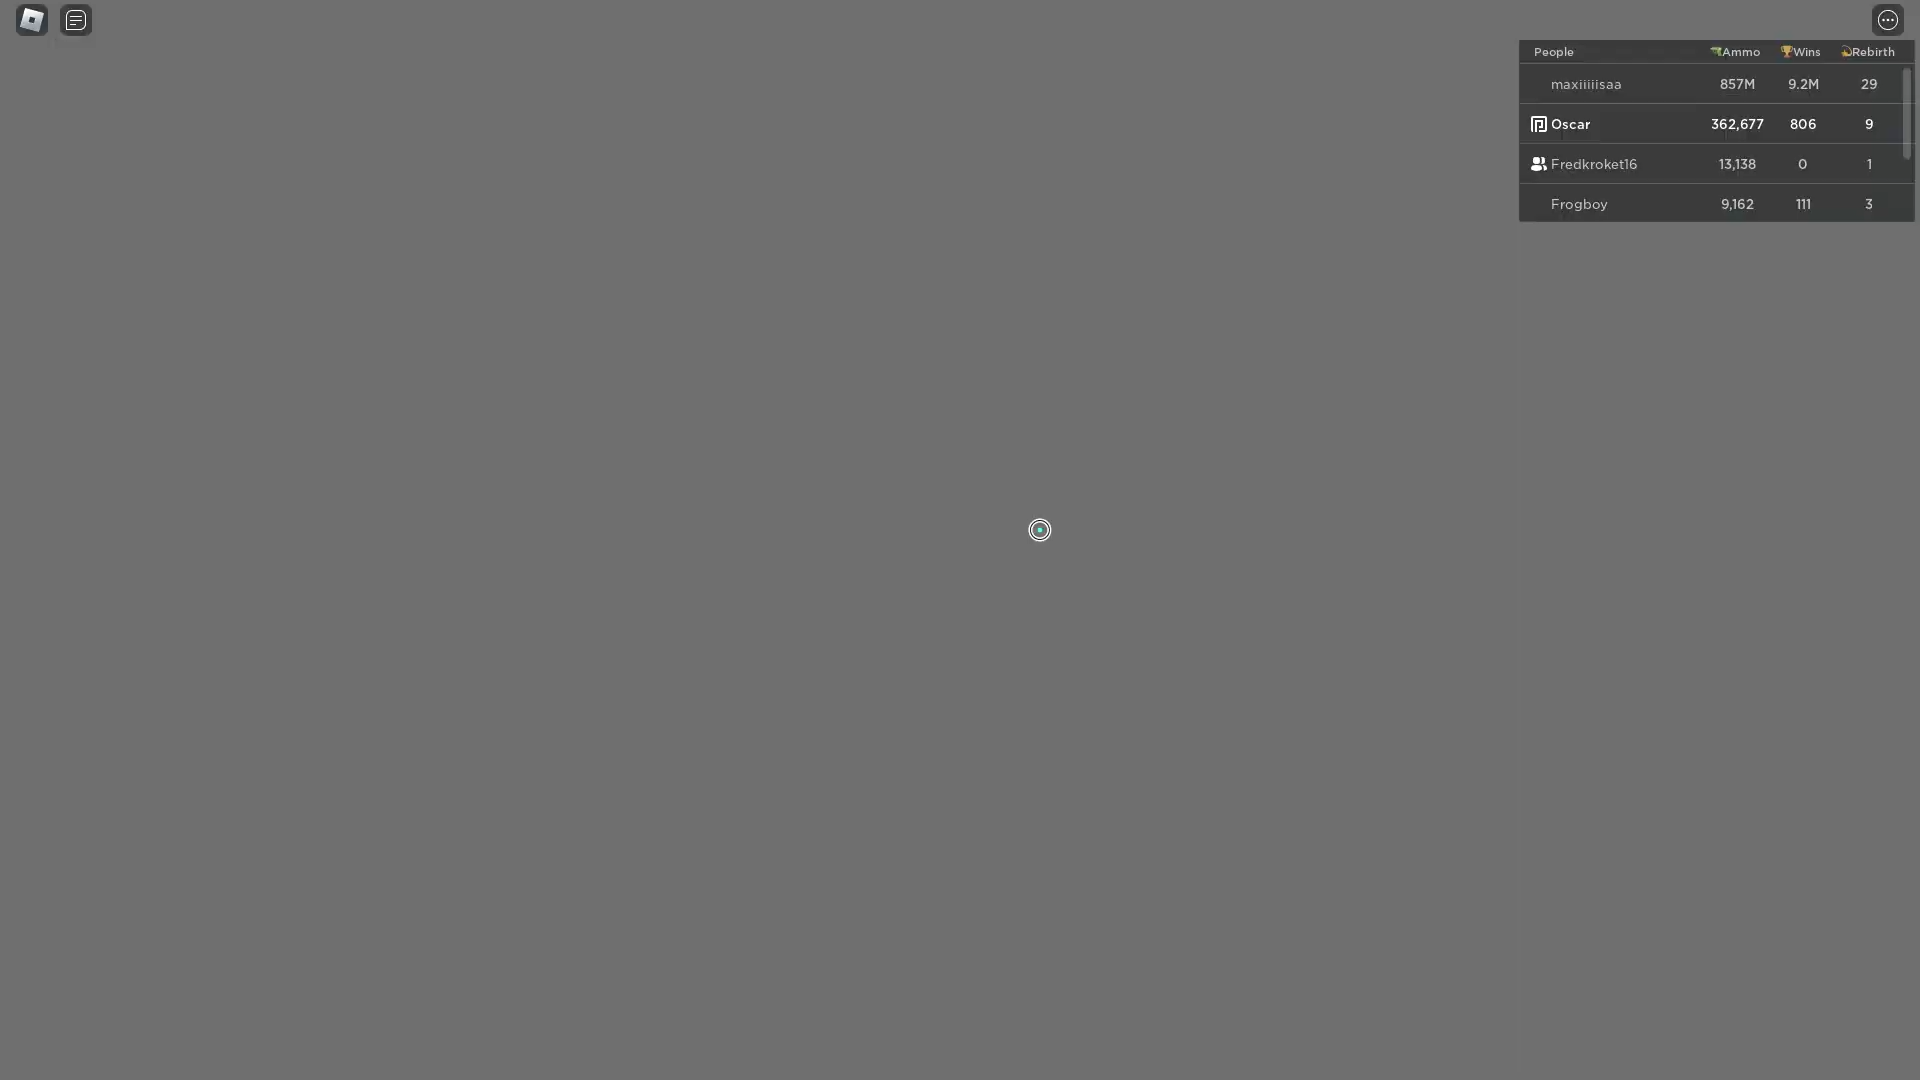 People Ammo Wins Rebirth
maxiiiiisaa 857M 9.2M 29
Oscar 362,677 806 9
Fredkroket16 13,138 0 1
Frogboy 9,162 111 3